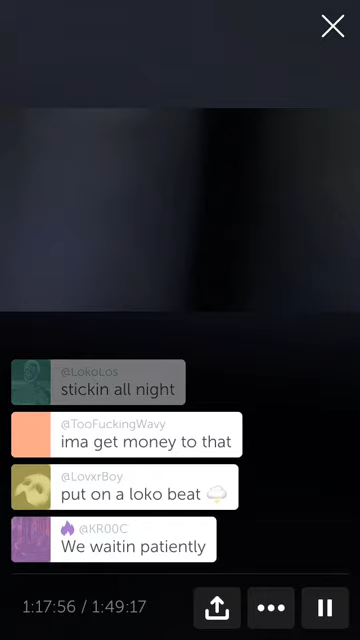 @LokoLos
stickin all night
@TooFuckingWavy
ima get money to that
@LovxrBoy
put on a loko beat 🌩
@KR00C
We waitin patiently
1:17:56 / 1:49:17